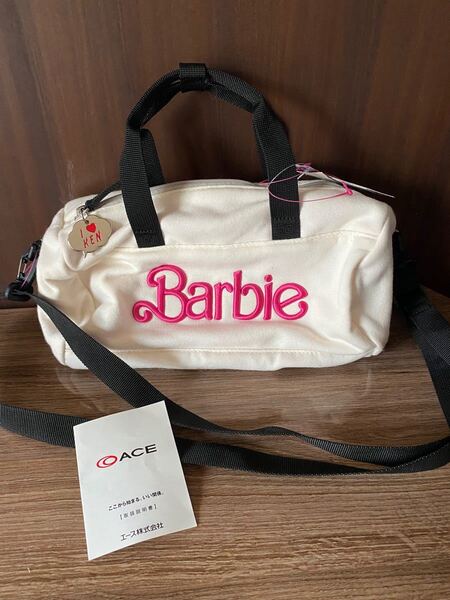 I ❤
KEN
Barbie
ACE
ここから始まる、いい関係。
[取扱説明書]
エース株式会社